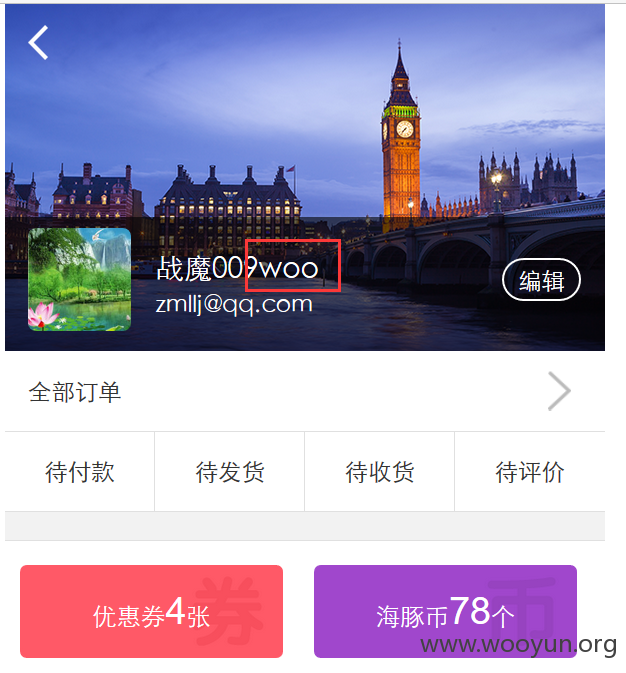 战魔009woo
zmllj@qq.com
编辑
全部订单
待付款
待发货
待收货
待评价
券
优惠券4张
币
海豚币78个
www.wooyun.org